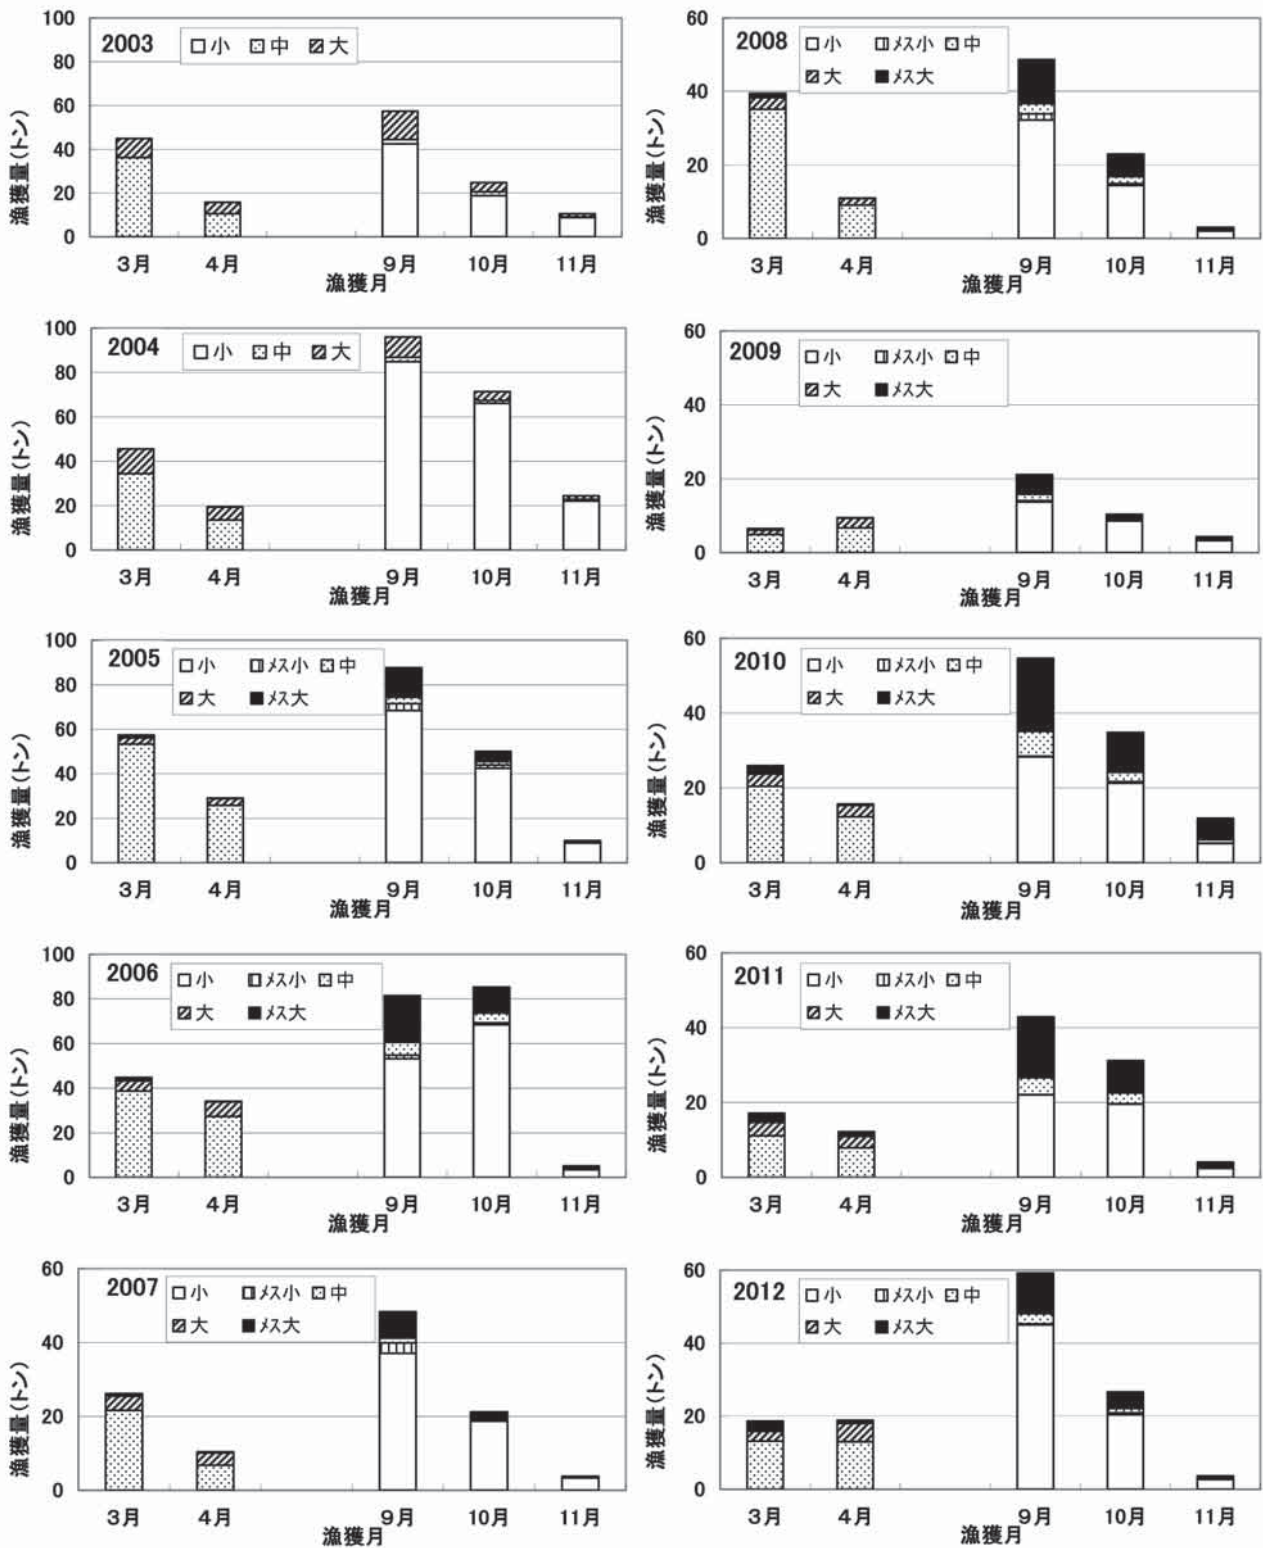 100
2003
小 中 大
80
60
40
20
0
漁獲量(トン)
3月 4月 9月 10月 11月
漁獲月
100
2004
小 中 大
80
60
40
20
0
漁獲量(トン)
3月 4月 9月 10月 11月
漁獲月
100
2005
小 メス小 中
大 メス大
80
60
40
20
0
漁獲量(トン)
3月 4月 9月 10月 11月
漁獲月
100
2006
小 メス小 中
大 メス大
80
60
40
20
0
漁獲量(トン)
3月 4月 9月 10月 11月
漁獲月
60
2007
小 メス小 中
大 メス大
40
20
0
漁獲量(トン)
3月 4月 9月 10月 11月
漁獲月
60
2008
小 メス小 中
大 メス大
40
20
0
漁獲量(トン)
3月 4月 9月 10月 11月
漁獲月
60
2009
小 メス小 中
大 メス大
40
20
0
漁獲量(トン)
3月 4月 9月 10月 11月
漁獲月
60
2010
小 メス小 中
大 メス大
40
20
0
漁獲量(トン)
3月 4月 9月 10月 11月
漁獲月
60
2011
小 メス小 中
大 メス大
40
20
0
漁獲量(トン)
3月 4月 9月 10月 11月
漁獲月
60
2012
小 メス小 中
大 メス大
40
20
0
漁獲量(トン)
3月 4月 9月 10月 11月
漁獲月